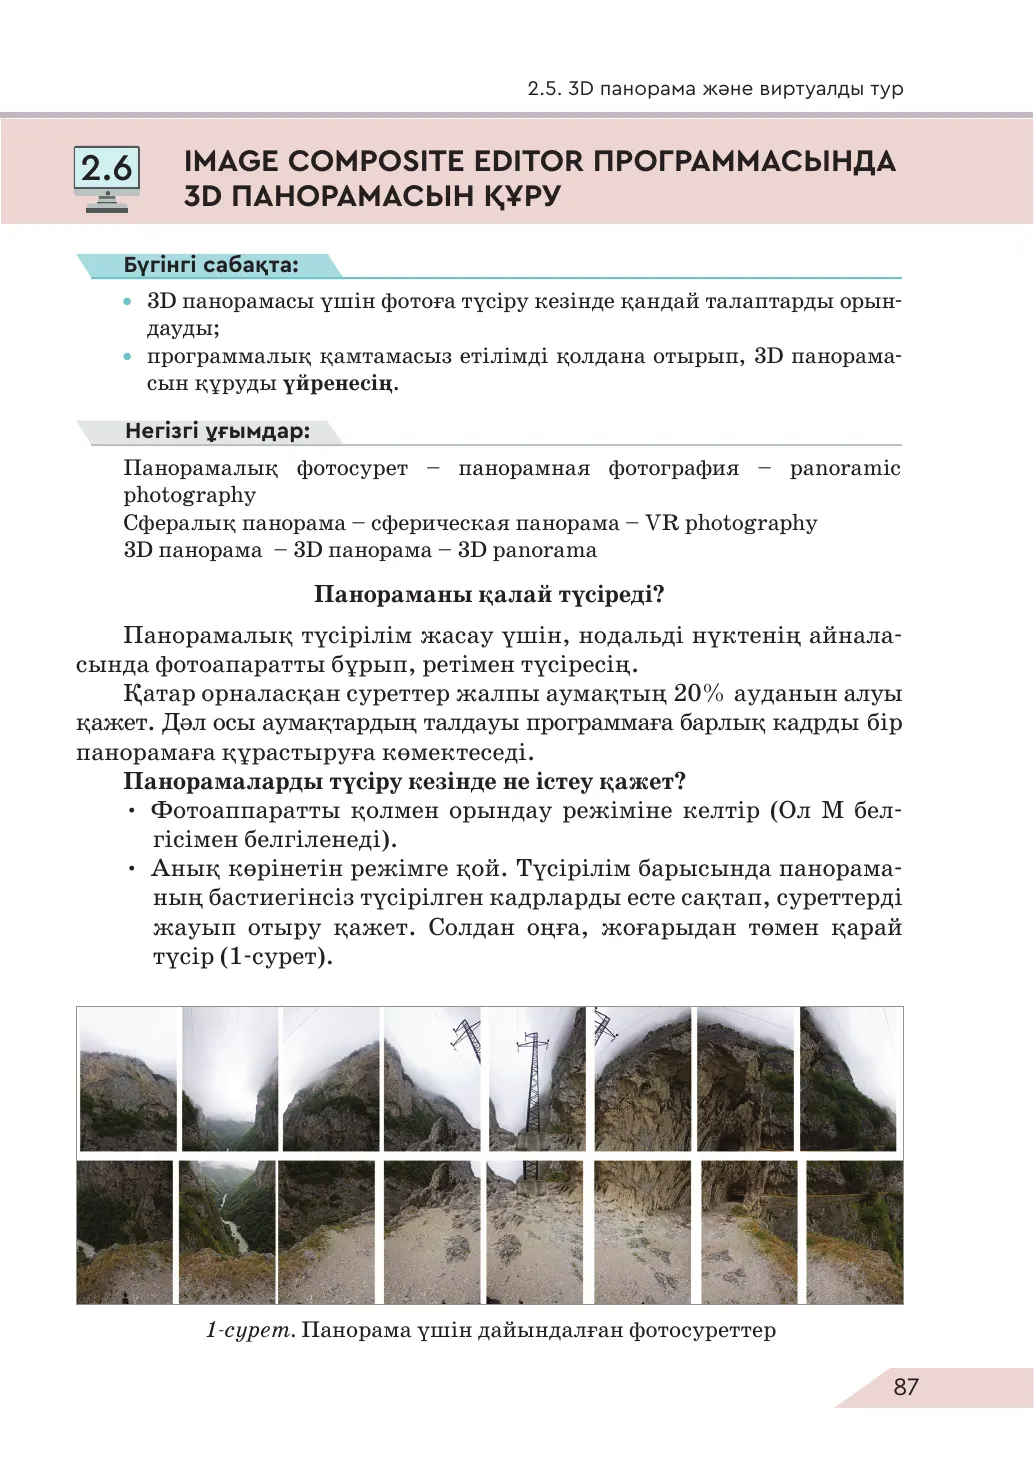 2.5. 3D панорама және виртуалды тур
2.6
IMAGE COMPOSITE EDITOR ПРОГРАММАСЫНДА
3D ПАНОРАМАСЫН ҚҰРУ
Бүгінгі сабақта:
• 3D панорамасы үшін фотоға түсіру кезінде қандай талаптарды орын-
дауды;
• программалық қамтамасыз етілімді қолдана отырып, 3D панорама-
сын құруды үйренесің.
Негізгі ұғымдар:
Панорамалық фотосурет – панорамная фотография – panoramic
photography
Сфералық панорама – сферическая панорама – VR photography
3D панорама – 3D панорама – 3D panorama
Панораманы қалай түсіреді?
Панорамалық түсірілім жасау үшін, нодальді нүктенің айнала-
сында фотоапаратты бұрып, ретімен түсіресің.
Қатар орналасқан суреттер жалпы аумақтың 20% ауданын алуы
қажет. Дәл осы аумақтардың талдауы программаға барлық кадрды бір
панорамаға құрастыруға көмектеседі.
Панорамаларды түсіру кезінде не істеу қажет?
• Фотоаппаратты қолмен орындау режіміне келтір (Ол М бел-
гісімен белгіленеді).
• Анық көрінетін режімге қой. Түсірілім барысында панорама-
ның бастиегінсіз түсірілген кадрларды есте сақтап, суреттерді
жауып отыру қажет. Солдан оңға, жоғарыдан төмен қарай
түсір (1-сурет).
1-сурет. Панорама үшін дайындалған фотосуреттер
87